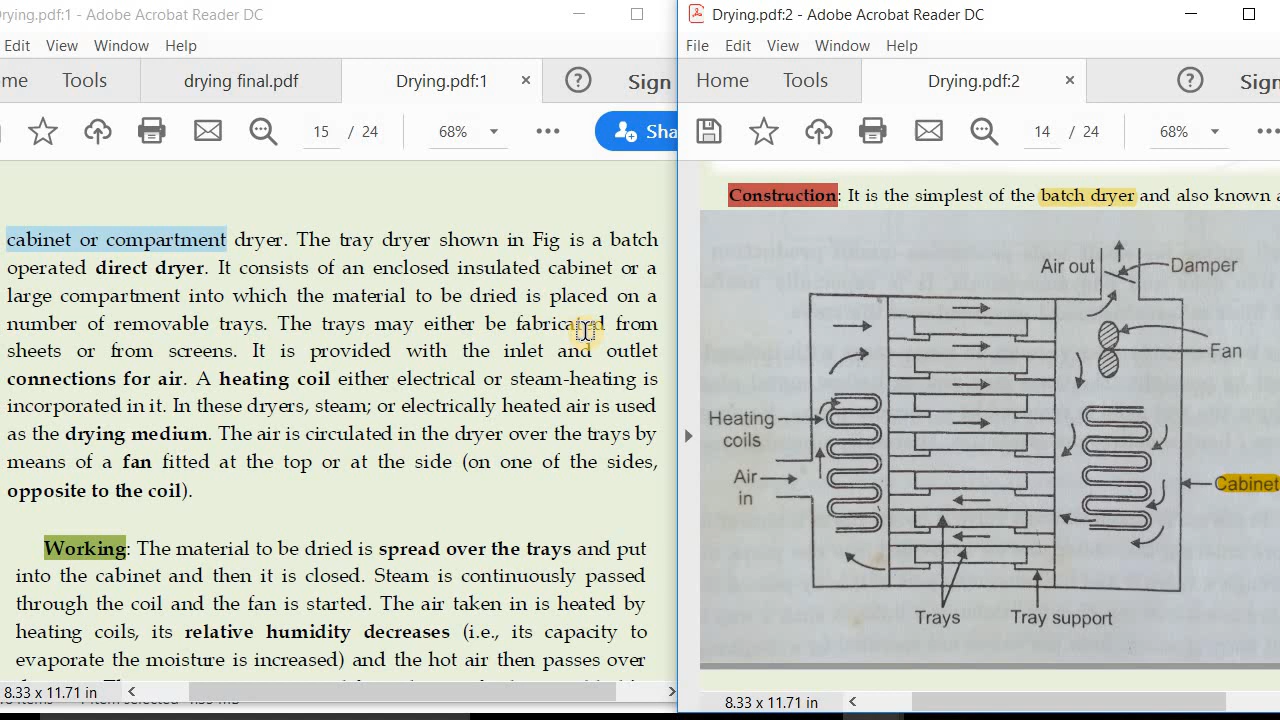 rying.pdf:1 - Adobe Acrobat Reader DC
Edit View Window Help
me Tools drying final.pdf Drying.pdf:1 × ? Sign
15 / 24 68% Sha
cabinet or compartment dryer. The tray dryer shown in Fig is a batch
operated direct dryer. It consists of an enclosed insulated cabinet or a
large compartment into which the material to be dried is placed on a
number of removable trays. The trays may either be fabricated from
sheets or from screens. It is provided with the inlet and outlet
connections for air. A heating coil either electrical or steam-heating is
incorporated in it. In these dryers, steam; or electrically heated air is used
as the drying medium. The air is circulated in the dryer over the trays by
means of a fan fitted at the top or at the side (on one of the sides,
opposite to the coil).
Working: The material to be dried is spread over the trays and put
into the cabinet and then it is closed. Steam is continuously passed
through the coil and the fan is started. The air taken in is heated by
heating coils, its relative humidity decreases (i.e., its capacity to
evaporate the moisture is increased) and the hot air then passes over
8.33 x 11.71 in
Drying.pdf:2 - Adobe Acrobat Reader DC
File Edit View Window Help
Home Tools Drying.pdf:2 × ? Sign
14 / 24 68%
Construction: It is the simplest of the batch dryer and also known a
Air out
Damper
Fan
Heating
coils
Air
in
Cabinet
Trays
Tray support
8.33 x 11.71 in